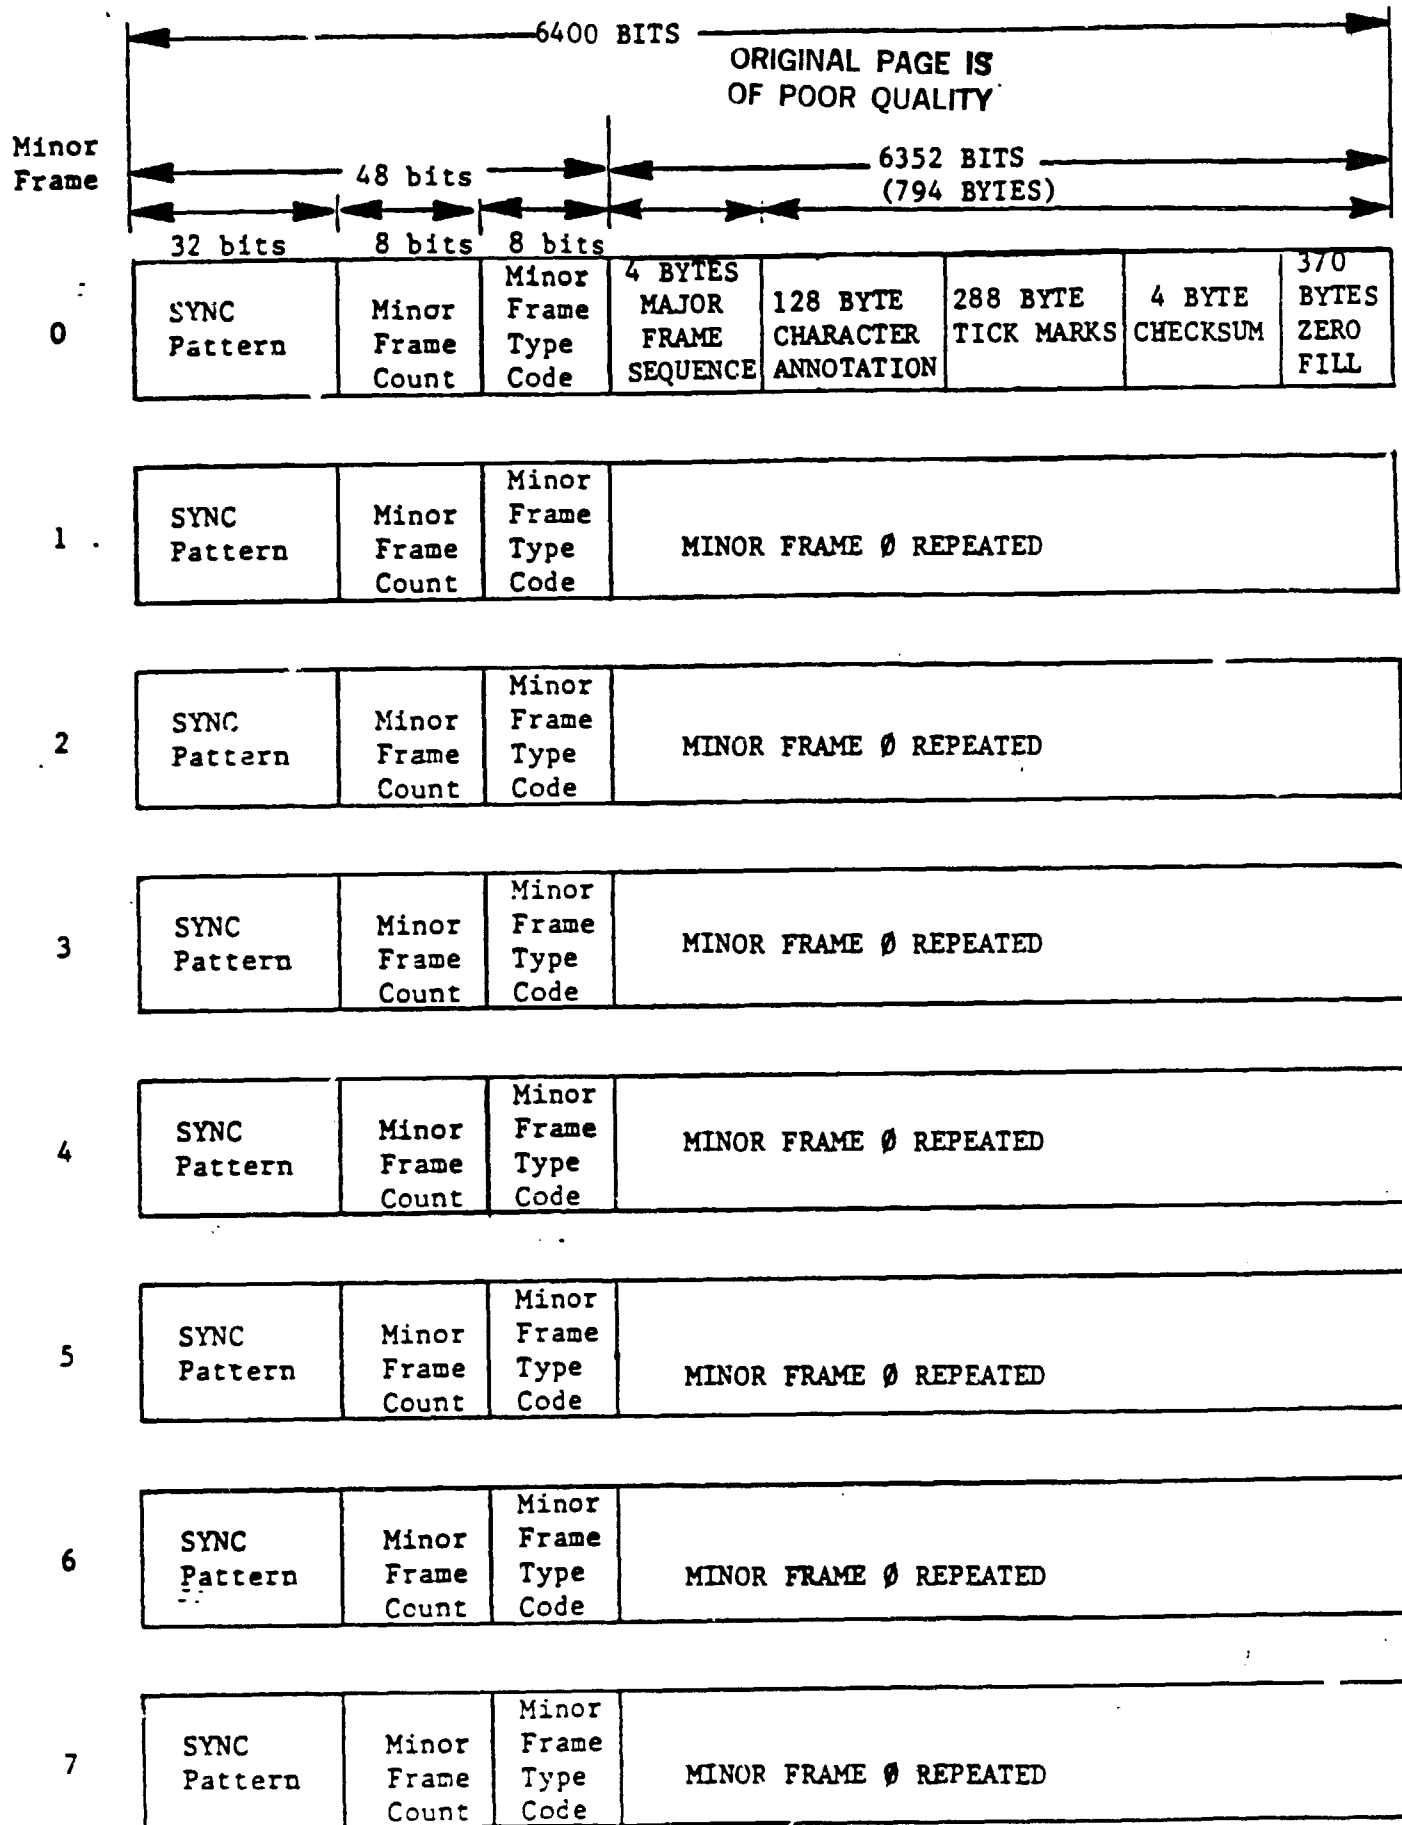 6400 BITS
ORIGINAL PAGE IS
OF POOR QUALITY
Minor
Frame
48 bits
6352 BITS
(794 BYTES)
32 bits
8 bits
8 bits
0
SYNC
Pattern
Minor
Frame
Count
Minor
Frame
Type
Code
4 BYTES
MAJOR
FRAME
SEQUENCE
128 BYTE
CHARACTER
ANNOTATION
288 BYTE
TICK MARKS
4 BYTE
CHECKSUM
370
BYTES
ZERO
FILL
1
SYNC
Pattern
Minor
Frame
Count
Minor
Frame
Type
Code
MINOR FRAME Ø REPEATED
2
SYNC
Pattern
Minor
Frame
Count
Minor
Frame
Type
Code
MINOR FRAME Ø REPEATED
3
SYNC
Pattern
Minor
Frame
Count
Minor
Frame
Type
Code
MINOR FRAME Ø REPEATED
4
SYNC
Pattern
Minor
Frame
Count
Minor
Frame
Type
Code
MINOR FRAME Ø REPEATED
5
SYNC
Pattern
Minor
Frame
Count
Minor
Frame
Type
Code
MINOR FRAME Ø REPEATED
6
SYNC
Pattern
Minor
Frame
Count
Minor
Frame
Type
Code
MINOR FRAME Ø REPEATED
7
SYNC
Pattern
Minor
Frame
Count
Minor
Frame
Type
Code
MINOR FRAME Ø REPEATED